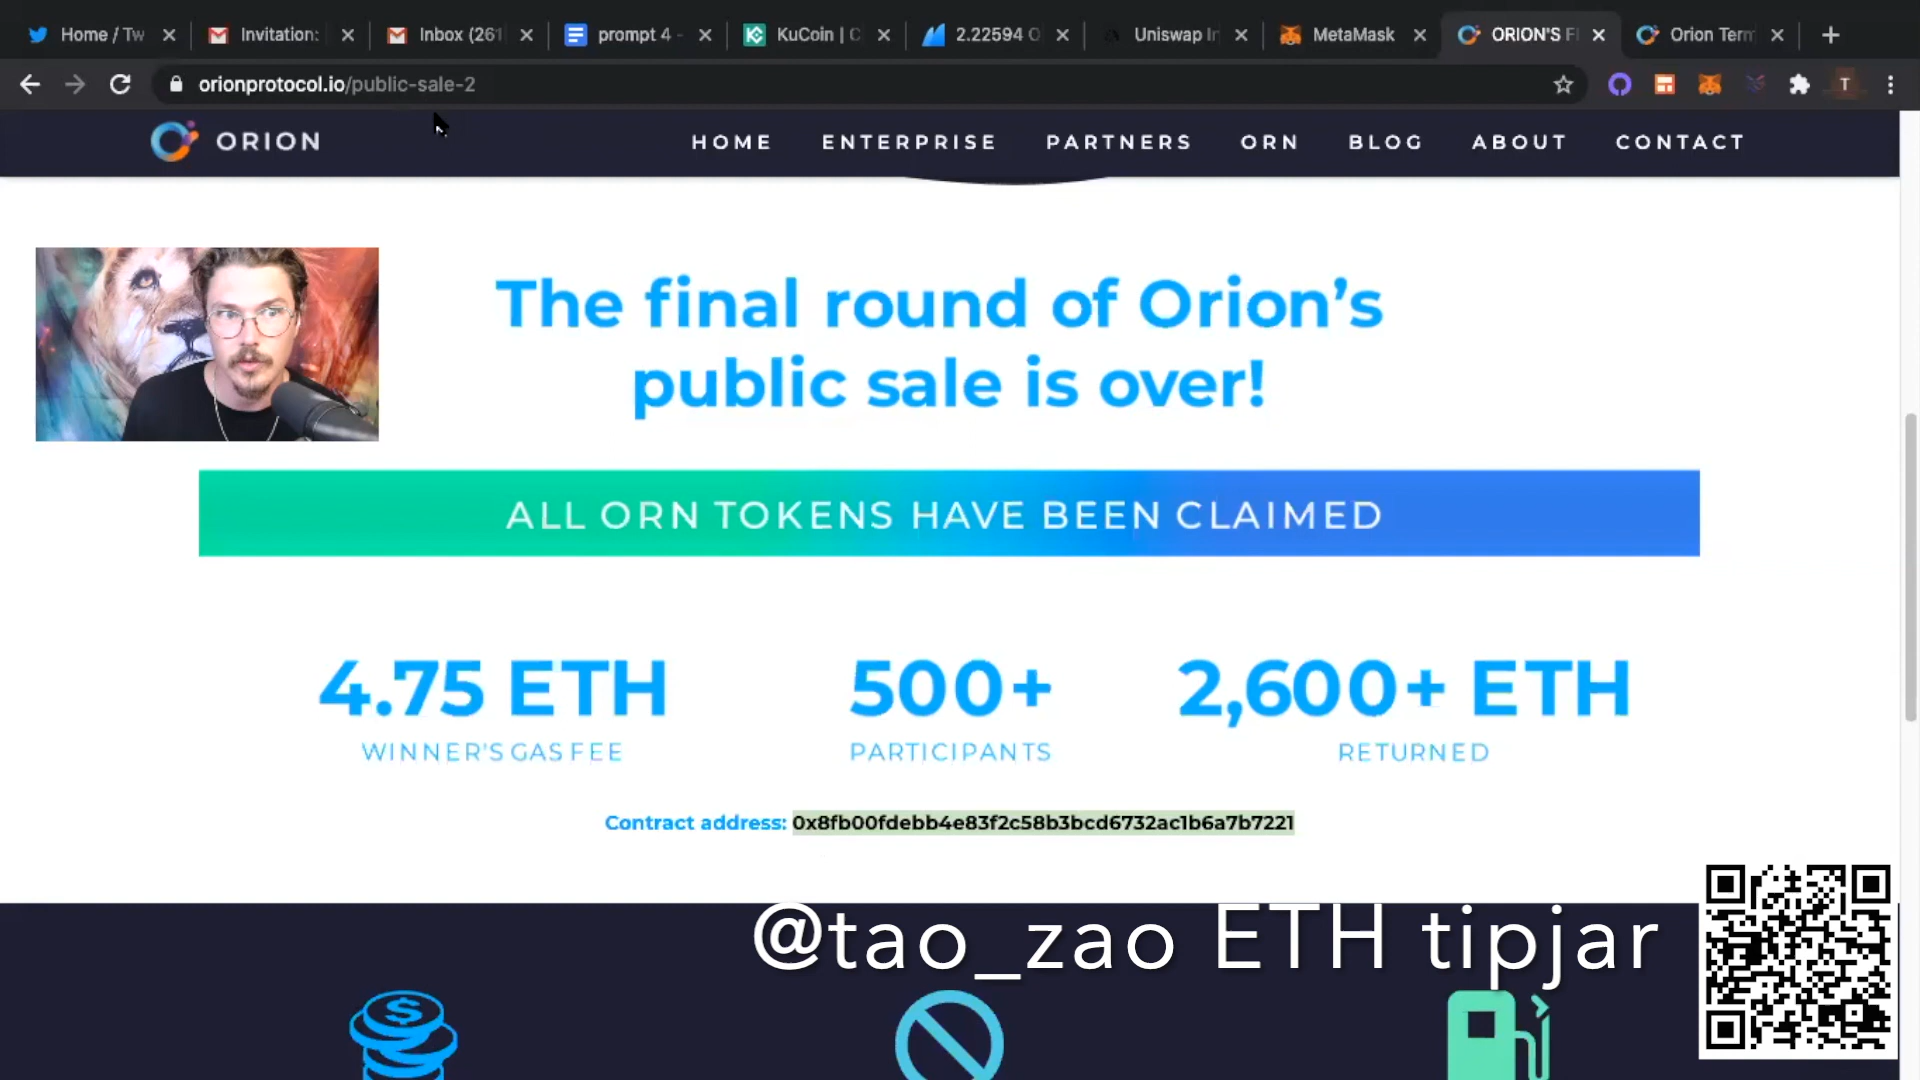 Home / Tw
Invitation:
Inbox (261
prompt 4 -
KuCoin | C
2.22594 O
Uniswap In
MetaMask
ORION'S F
Orion Term
orionprotocol.io/public-sale-2
T
ORION
HOME
ENTERPRISE
PARTNERS
ORN
BLOG
ABOUT
CONTACT
The final round of Orion's
public sale is over!
ALL ORN TOKENS HAVE BEEN CLAIMED
4.75 ETH
WINNER'S GAS FEE
500+
PARTICIPANTS
2,600+ ETH
RETURNED
Contract address: 0x8fb00fdebb4e83f2c58b3bcd6732ac1b6a7b7221
@tao_zao ETH tipjar
$